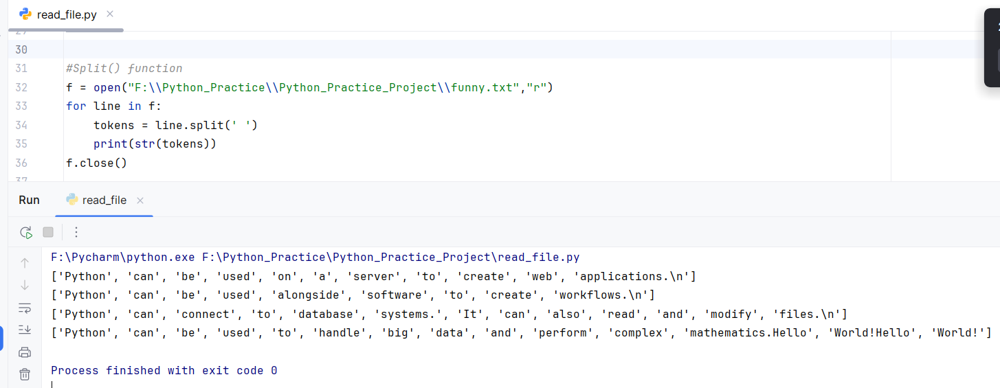 read_file.py
30
31 #Split() function
32 f = open("F:\\Python_Practice\\Python_Practice_Project\\funny.txt","r")
33 for line in f:
34     tokens = line.split(' ')
35     print(str(tokens))
36 f.close()
37
Run read_file
F:\Pycharm\python.exe F:\Python_Practice\Python_Practice_Project\read_file.py
['Python', 'can', 'be', 'used', 'on', 'a', 'server', 'to', 'create', 'web', 'applications.\n']
['Python', 'can', 'be', 'used', 'alongside', 'software', 'to', 'create', 'workflows.\n']
['Python', 'can', 'connect', 'to', 'database', 'systems.', 'It', 'can', 'also', 'read', 'and', 'modify', 'files.\n']
['Python', 'can', 'be', 'used', 'to', 'handle', 'big', 'data', 'and', 'perform', 'complex', 'mathematics.Hello', 'World!Hello', 'World!']
Process finished with exit code 0